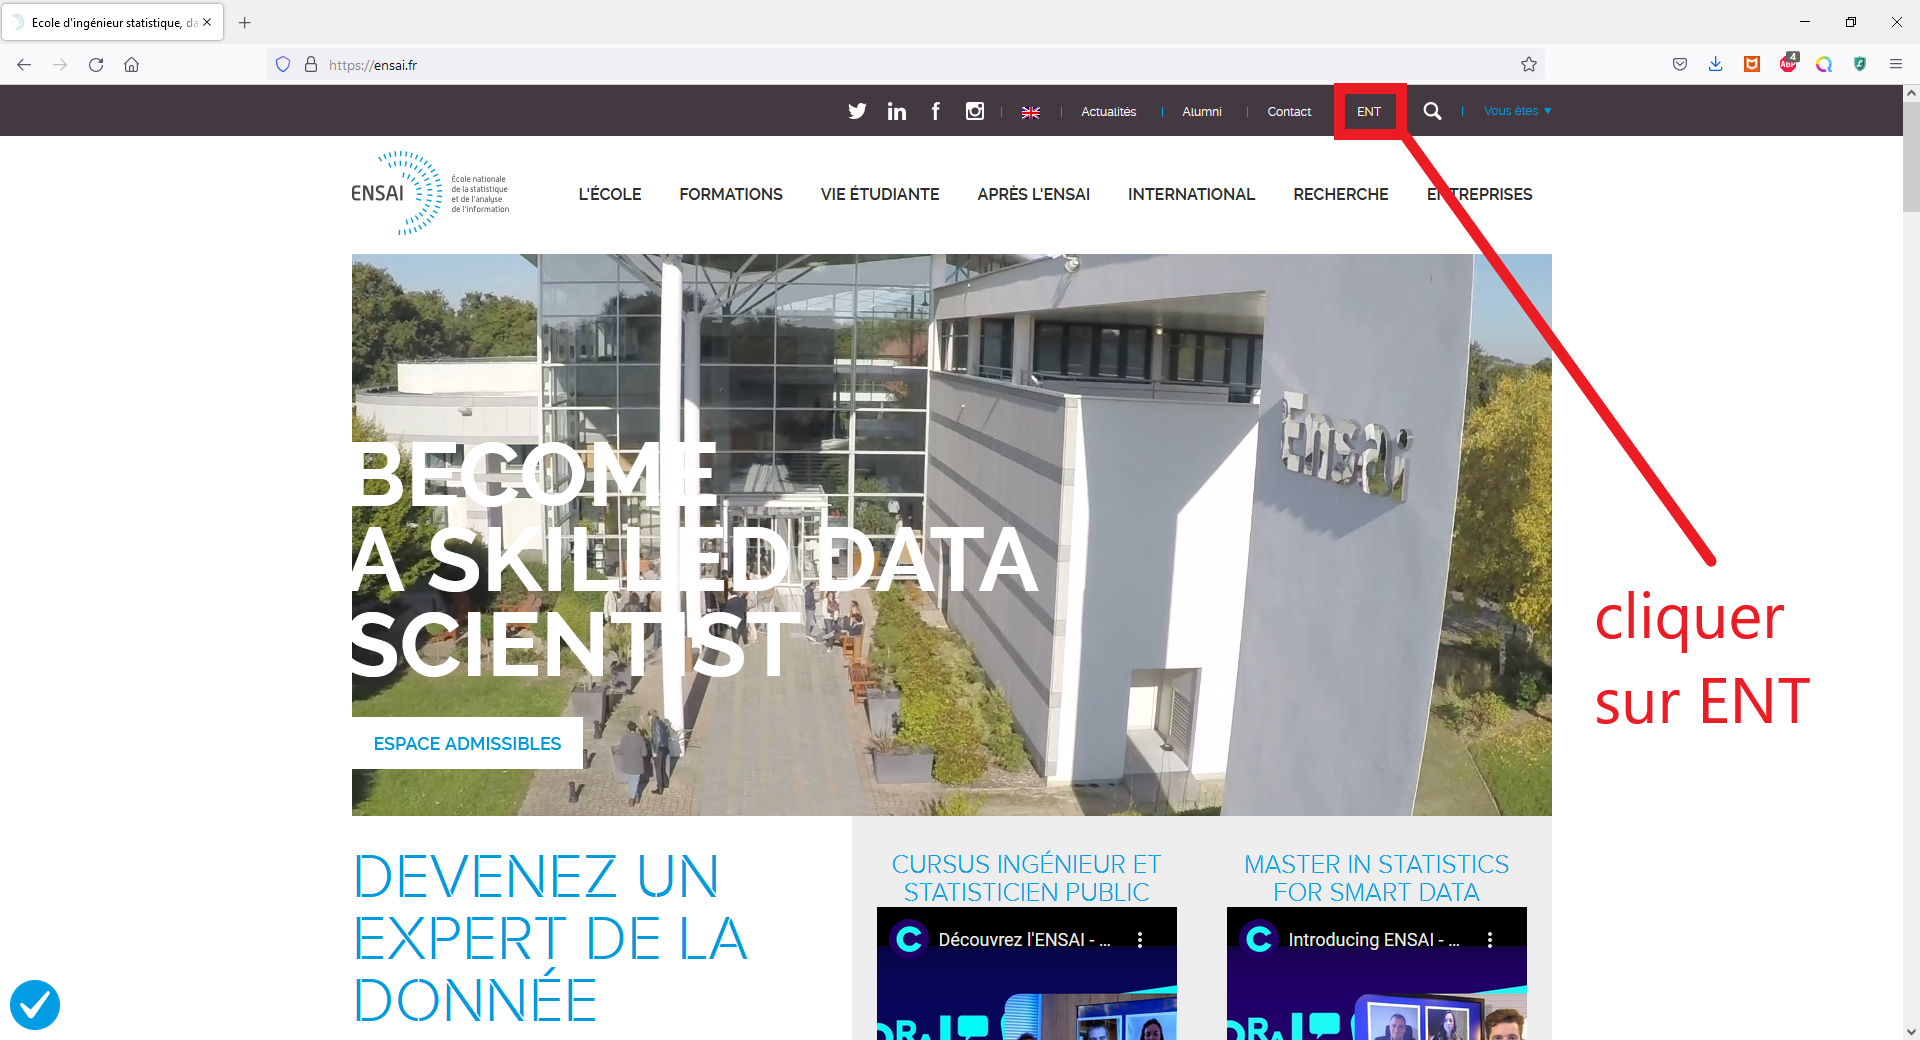 Ecole d'ingénieur statistique, da
https://ensai.fr
4
ABP
Actualités
Alumni
Contact
ENT
Vous êtes
ENSAI
École nationale
de la statistique
et de l'analyse
de l'information
L'ÉCOLE
FORMATIONS
VIE ÉTUDIANTE
APRÈS L'ENSAI
INTERNATIONAL
RECHERCHE
ENTREPRISES
Ensai
BECOME
A SKILLED DATA
SCIENTIST
ESPACE ADMISSIBLES
cliquer
sur ENT
DEVENEZ UN
EXPERT DE LA
DONNÉE
CURSUS INGÉNIEUR ET
STATISTICIEN PUBLIC
Découvrez l'ENSAI - ...
MASTER IN STATISTICS
FOR SMART DATA
Introducing ENSAI - ...